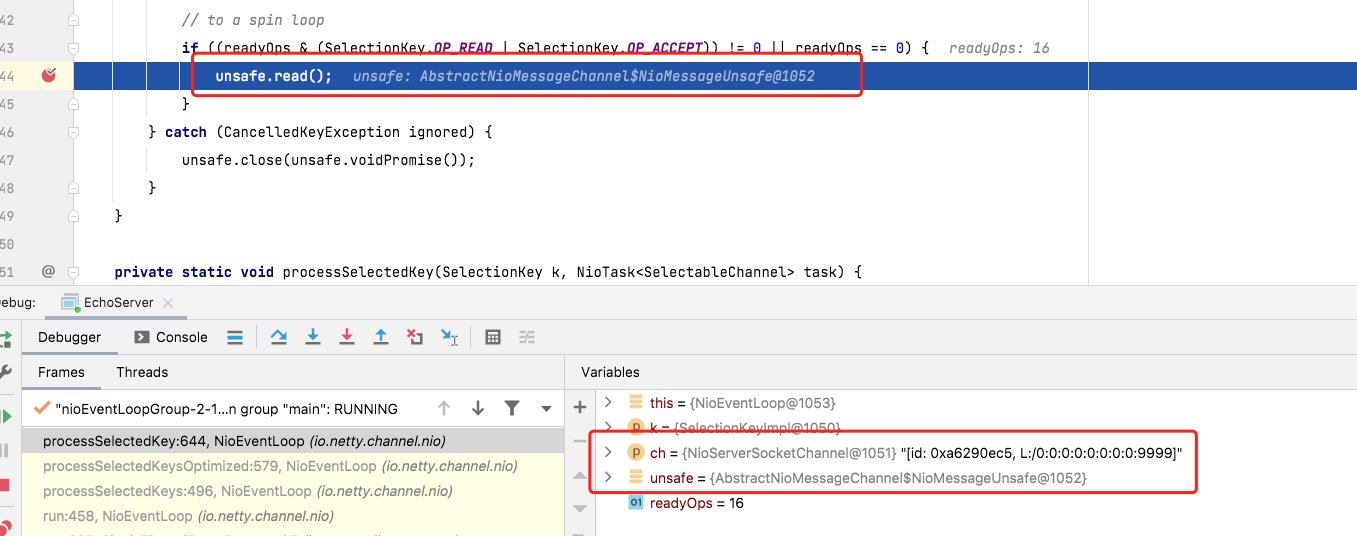 42 // to a spin loop
43 if ((readyOps & (SelectionKey.OP_READ | SelectionKey.OP_ACCEPT)) != 0 || readyOps == 0) { readyOps: 16
44 unsafe.read(); unsafe: AbstractNioMessageChannel$NioMessageUnsafe@1052
45 }
46 } catch (CancelledKeyException ignored) {
47 unsafe.close(unsafe.voidPromise());
48 }
49 }
50
51 @ private static void processSelectedKey(SelectionKey k, NioTask<SelectableChannel> task) {
ebug: EchoServer
Debugger Console
Frames Threads
Variables
"nioEventLoopGroup-2-1...n group "main": RUNNING
processSelectedKey:644, NioEventLoop (io.netty.channel.nio)
processSelectedKeysOptimized:579, NioEventLoop (io.netty.channel.nio)
processSelectedKeys:496, NioEventLoop (io.netty.channel.nio)
run:458, NioEventLoop (io.netty.channel.nio)
this = {NioEventLoop@1053}
p k = {SelectionKeyImpl@1050}
p ch = {NioServerSocketChannel@1051} "[id: 0xa6290ec5, L:/0:0:0:0:0:0:0:0:9999]"
unsafe = {AbstractNioMessageChannel$NioMessageUnsafe@1052}
01 readyOps = 16